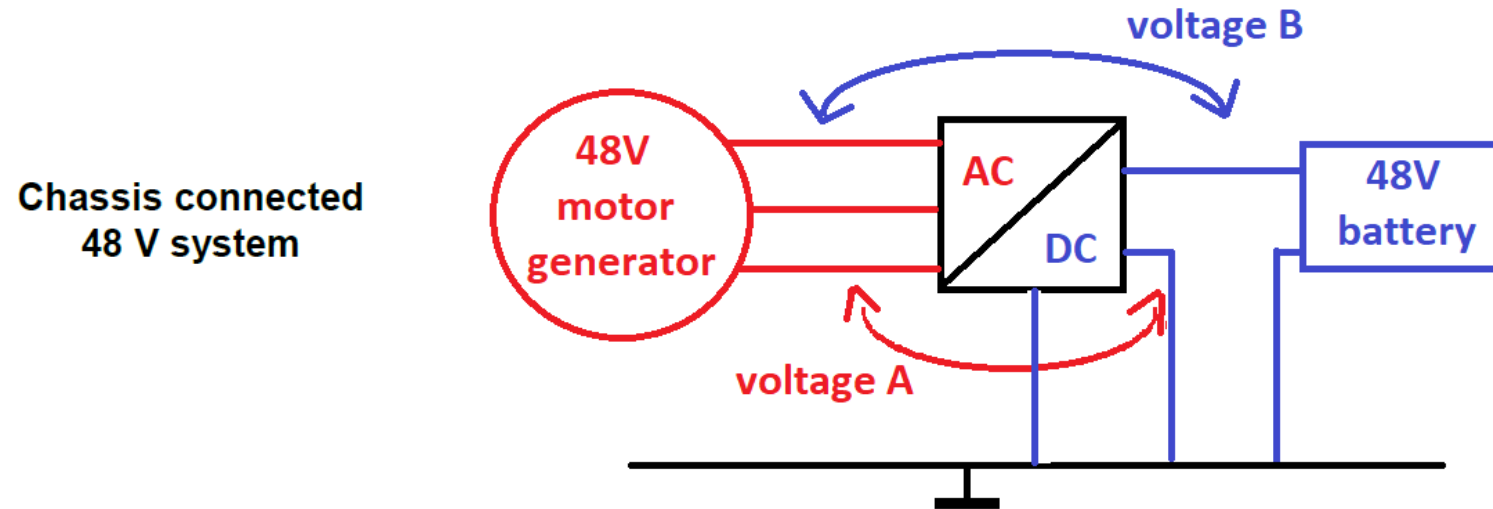 Chassis connected
48 V system
voltage B
48V
motor
generator
AC
DC
48V
battery
voltage A